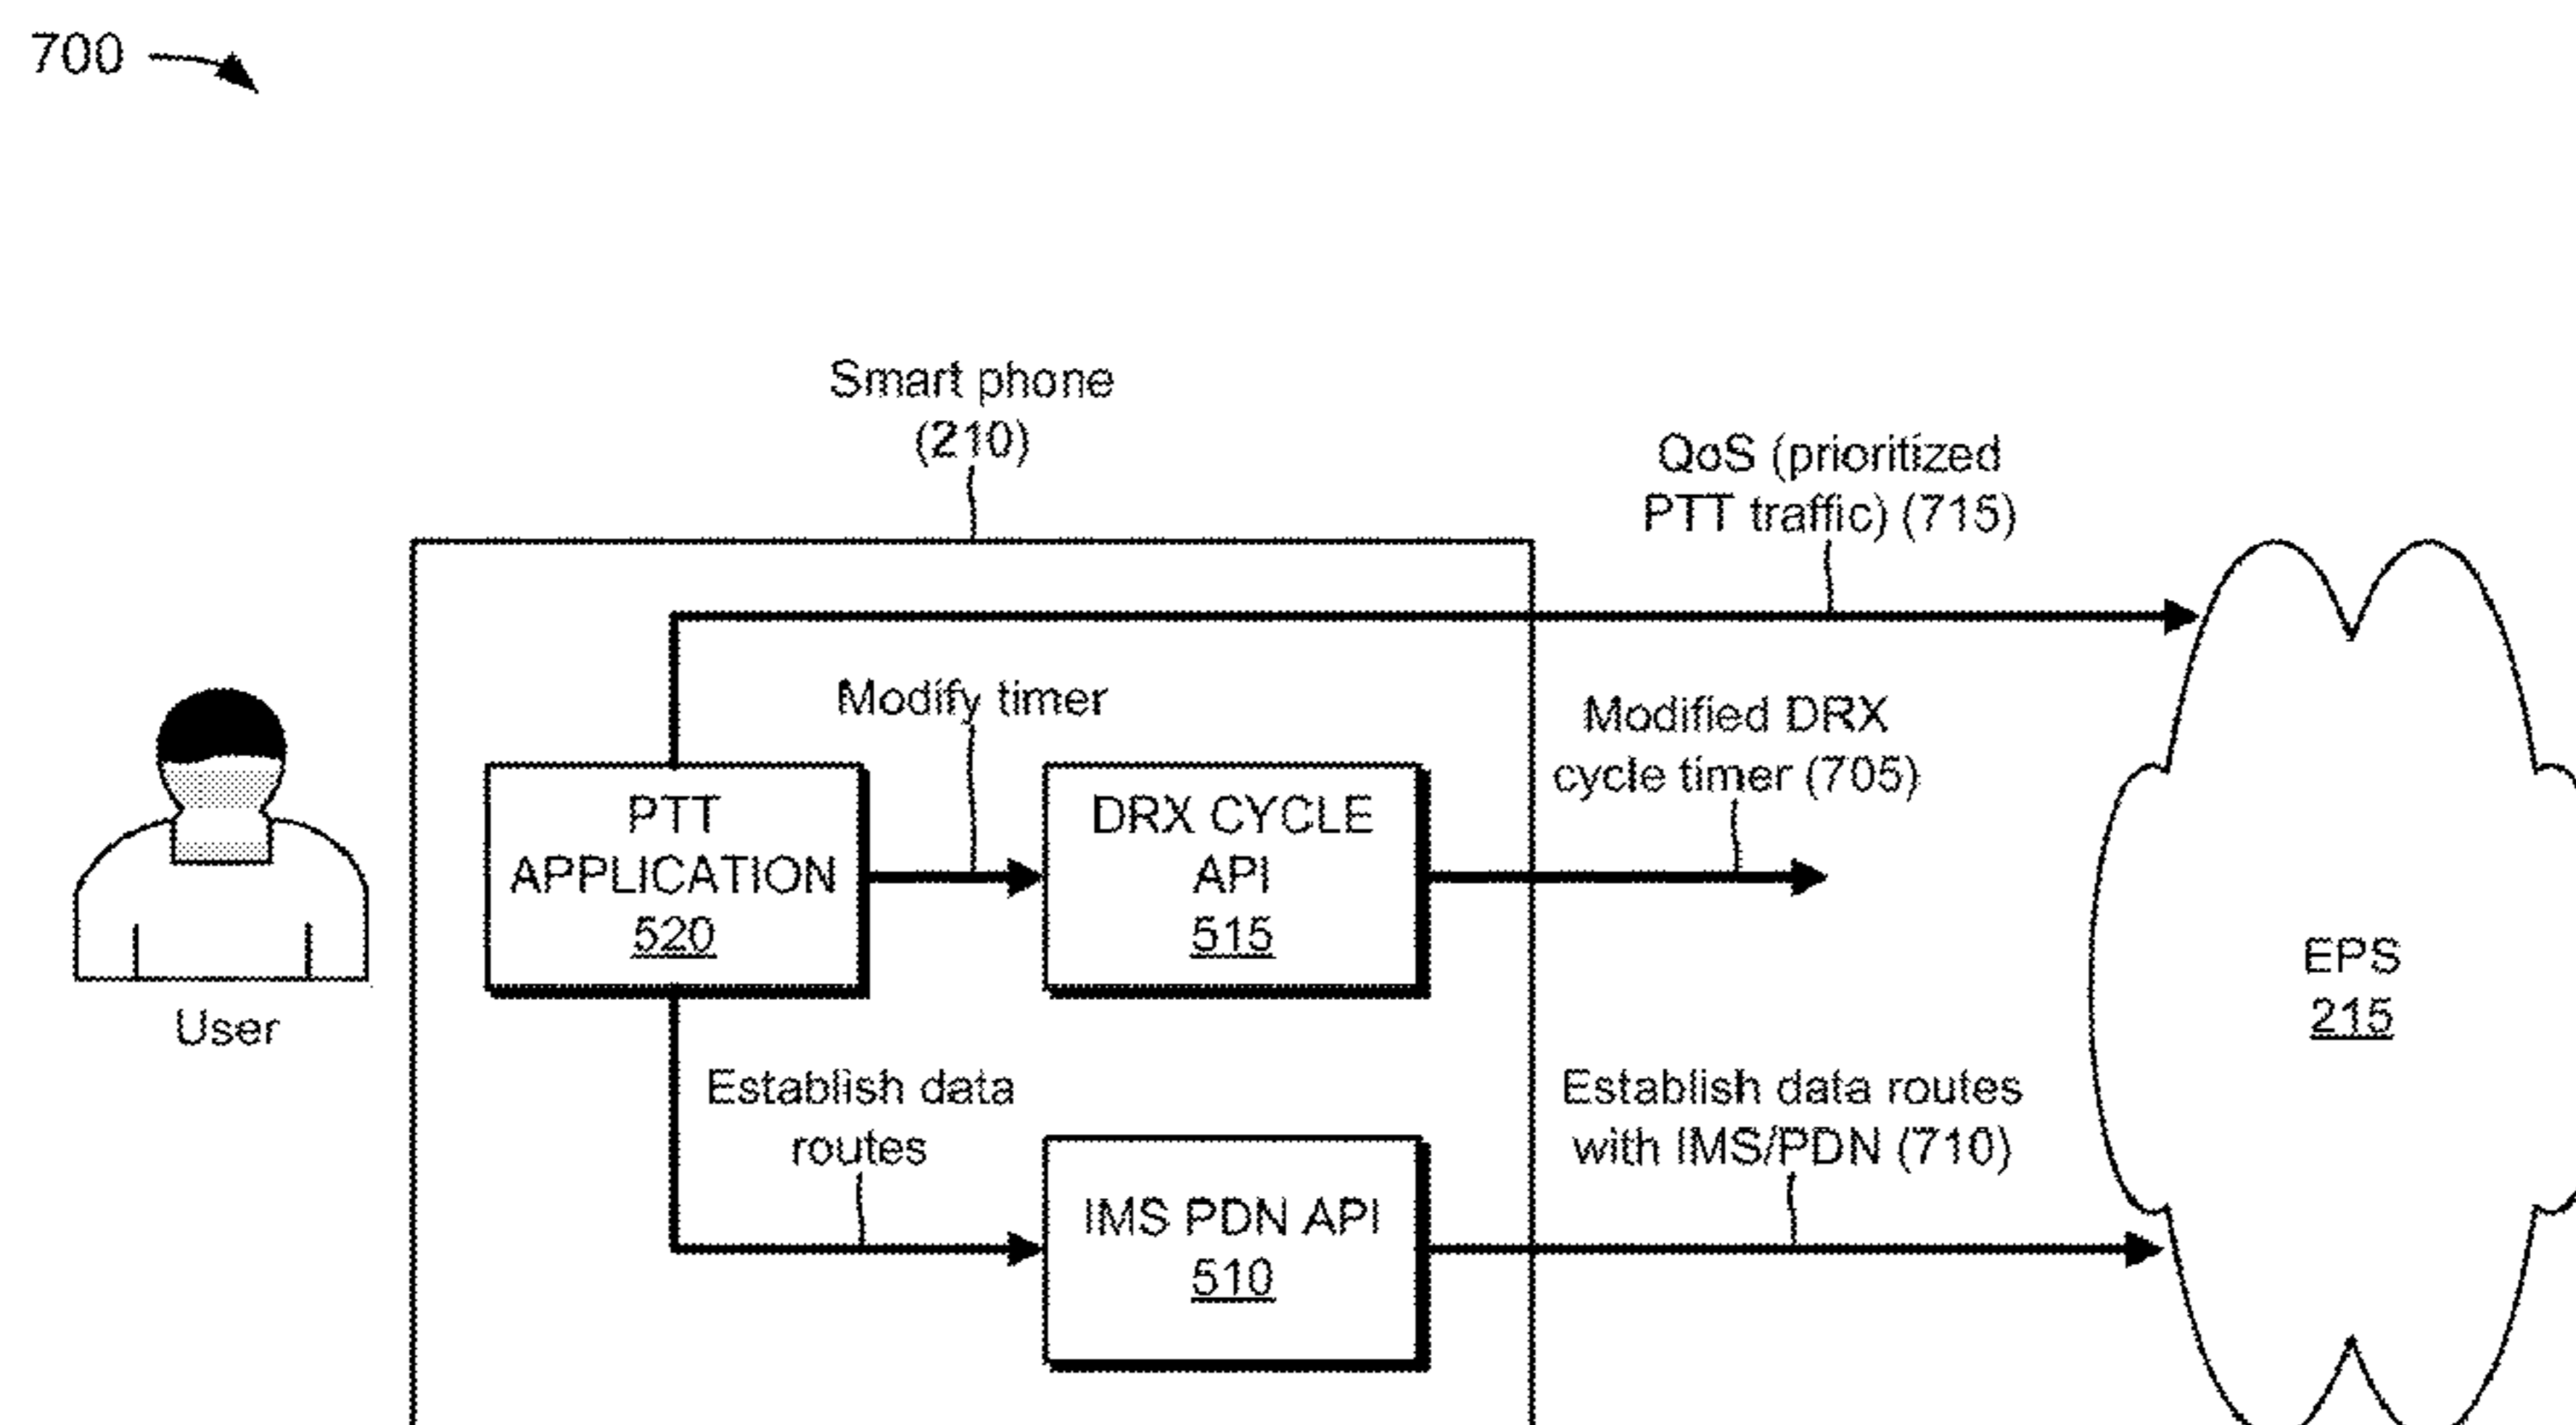 700
Smart phone
(210)
QoS (prioritized
PTT traffic) (715)
Modify timer
Modified DRX
cycle timer (705)
PTT
APPLICATION
520
DRX CYCLE
API
515
EPS
215
User
Establish data
routes
Establish data routes
with IMS/PDN (710)
IMS PDN API
510